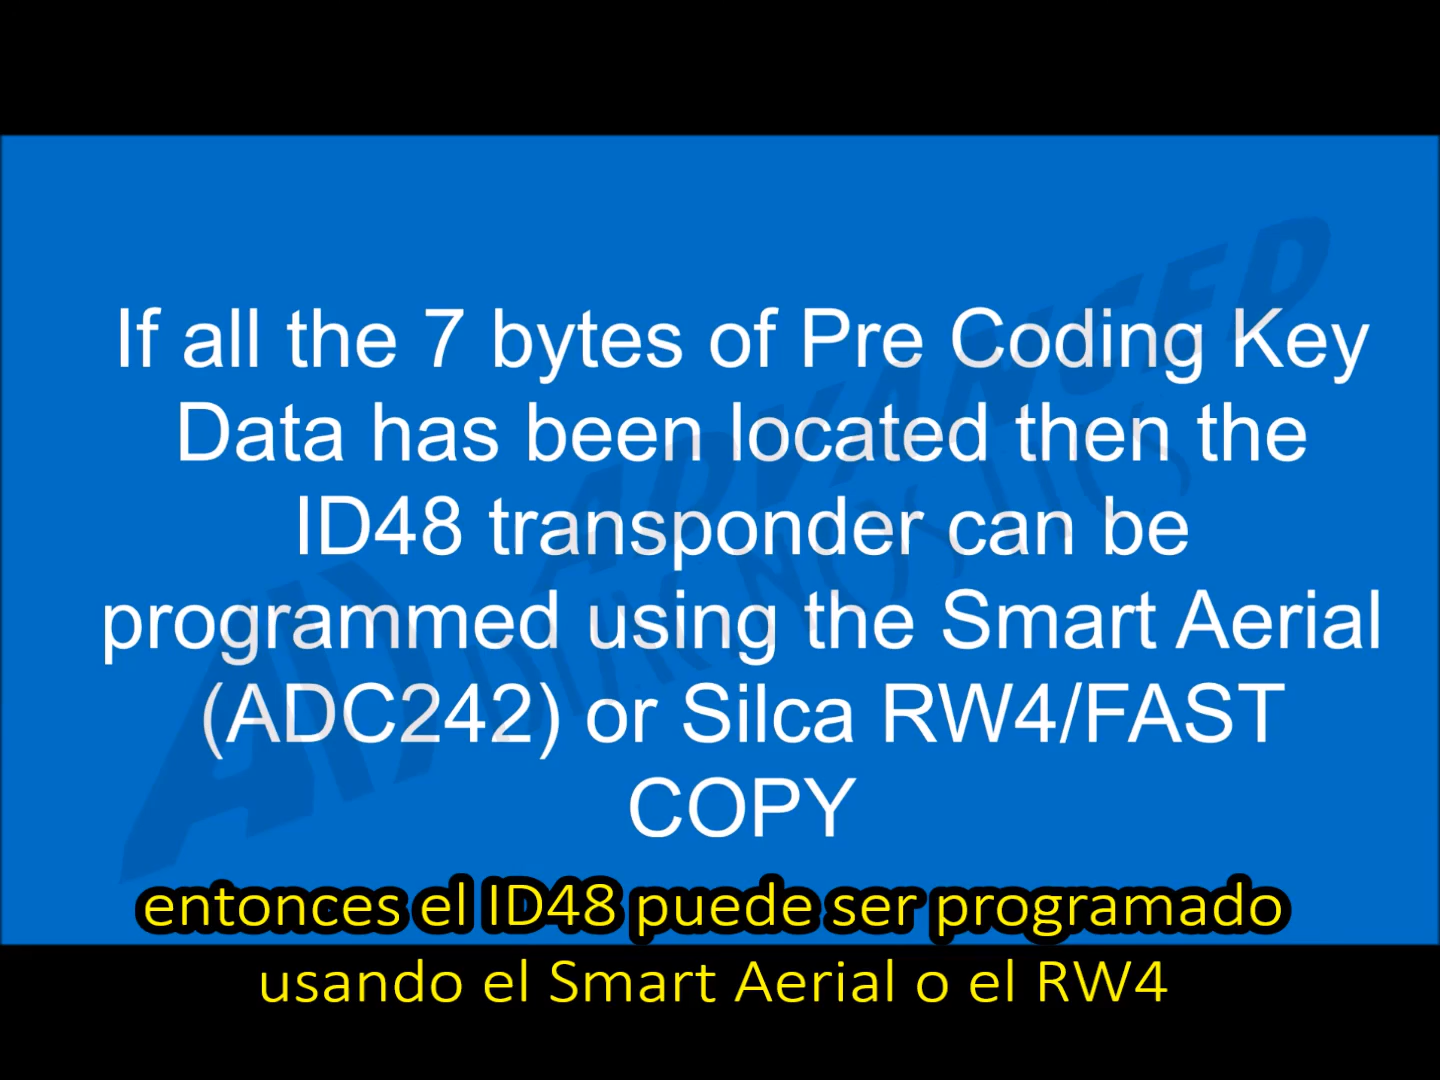 If all the 7 bytes of Pre Coding Key
Data has been located then the
ID48 transponder can be
programmed using the Smart Aerial
(ADC242) or Silca RW4/FAST
COPY
ADVANCED
DIAGNOSTICS
entonces el ID48 puede ser programado
usando el Smart Aerial o el RW4